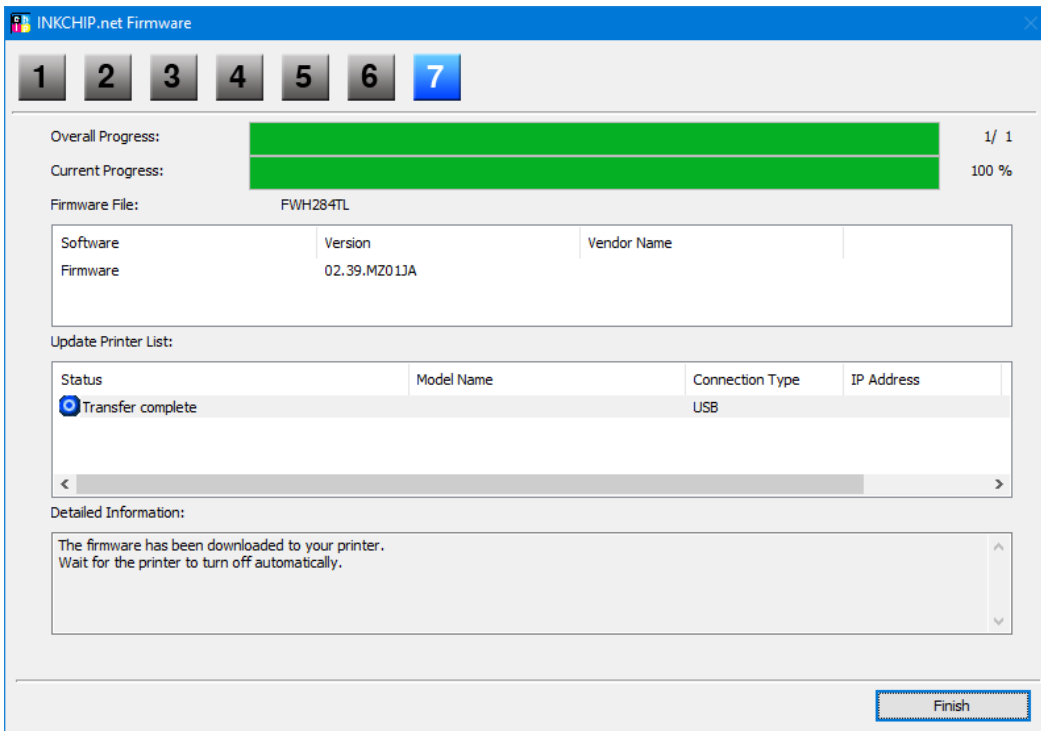 INKCHIP.net Firmware
1 2 3 4 5 6 7
Overall Progress: 1/ 1
Current Progress: 100 %
Firmware File: FWH284TL
Software Version Vendor Name
Firmware 02.39.MZ01JA
Update Printer List:
Status Model Name Connection Type IP Address
Transfer complete USB
Detailed Information:
The firmware has been downloaded to your printer.
Wait for the printer to turn off automatically.
Finish